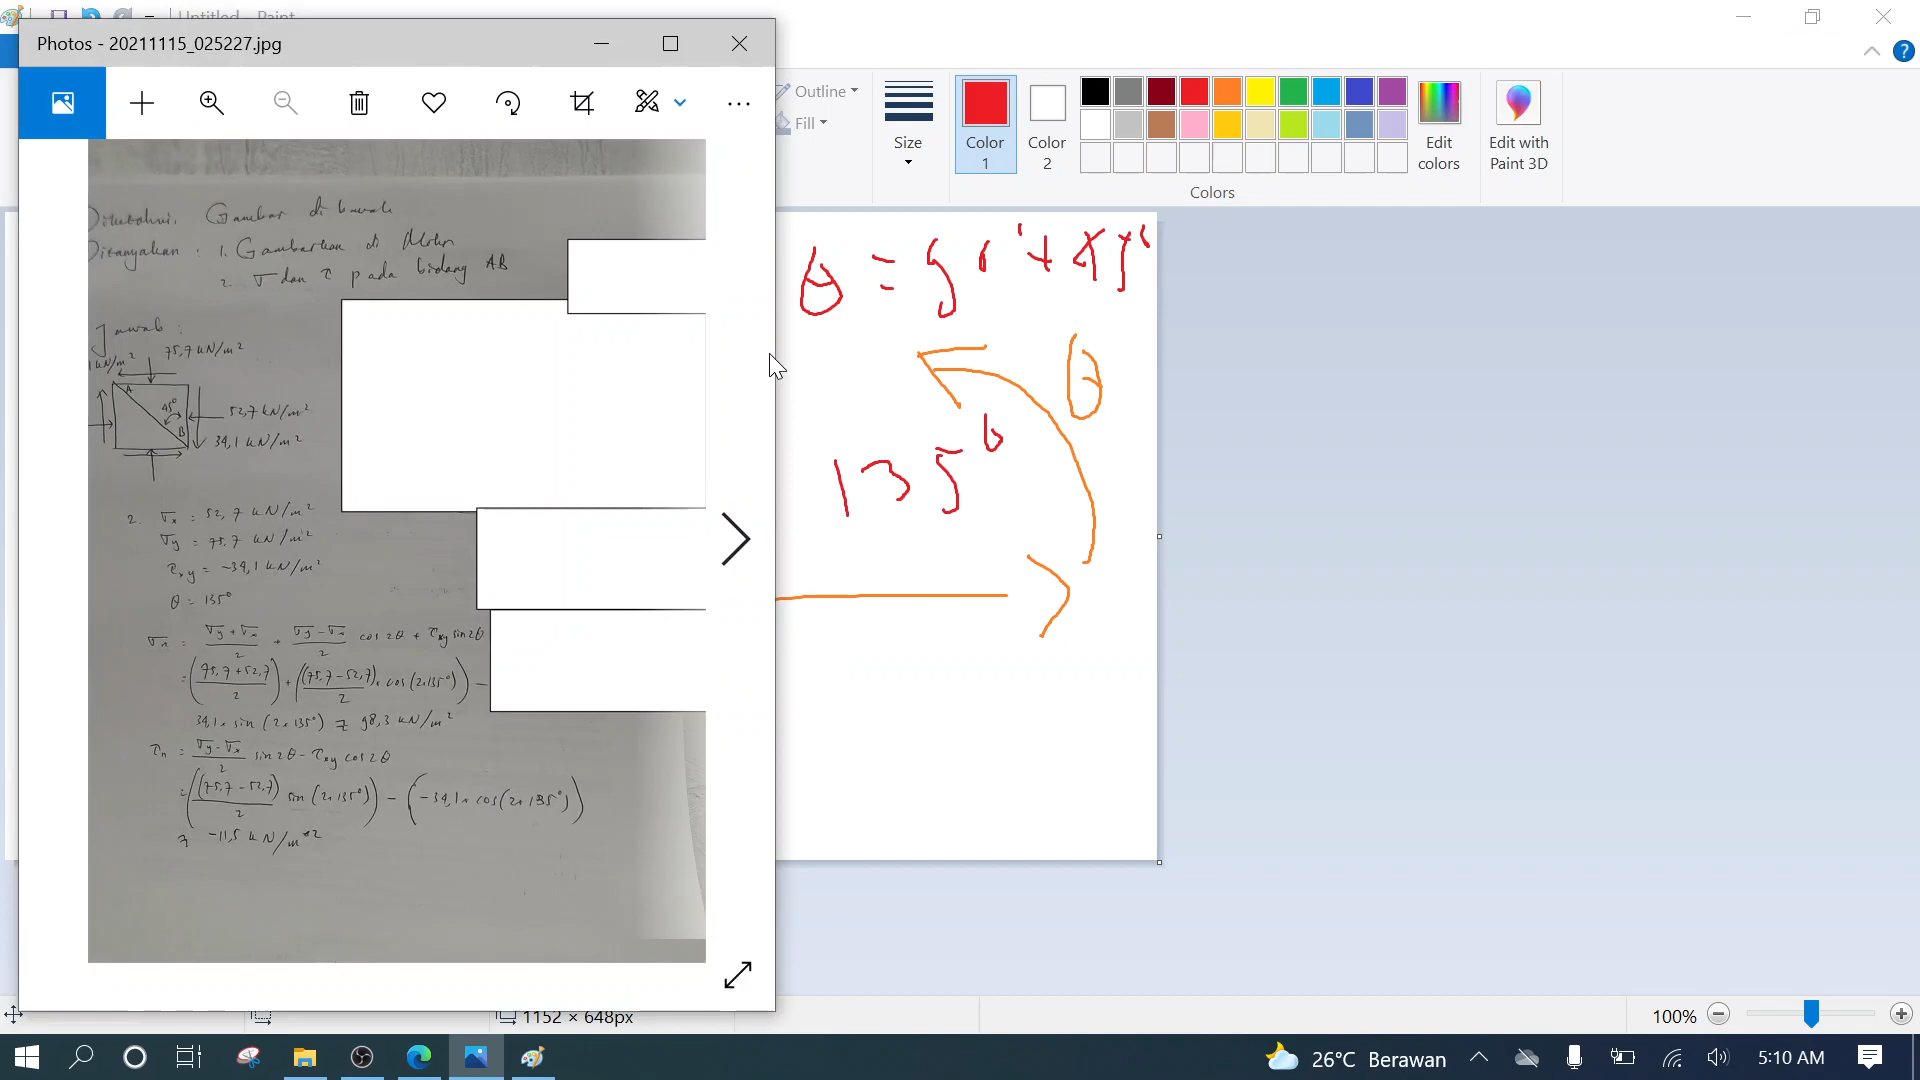 Untitled - Paint
Photos - 20211115_025227.jpg
Outline
Fill
Size
Color
1
Color
2
Edit
colors
Edit with
Paint 3D
Colors
Diketahui. Gambar di bawah
Ditanyakan : 1. Gambarkan di Mohr
2. σ dan τ pada bidang AB
Jawab :
75,7 kN/m²
1 kN/m²
A
45°
B
52,7 kN/m²
34,1 kN/m²
2. σx = 52,7 kN/m²
σy = 75,7 kN/m²
τxy = -34,1 kN/m²
θ = 135°
σn = σy + σx / 2 + σy - σx / 2 cos 2θ + τxy sin 2θ
= (75,7 + 52,7 / 2) + ((75,7 - 52,7) / 2 × cos (2×135°)) -
34,1 × sin (2×135°) = 98,3 kN/m²
τn = σy - σx / 2 sin 2θ - τxy cos 2θ
= ((75,7 - 52,7) / 2 sin (2×135°)) - (-34,1 × cos (2×135°))
= -11,5 kN/m^2
θ
135°
1152 × 648px
100%
26°C Berawan
5:10 AM